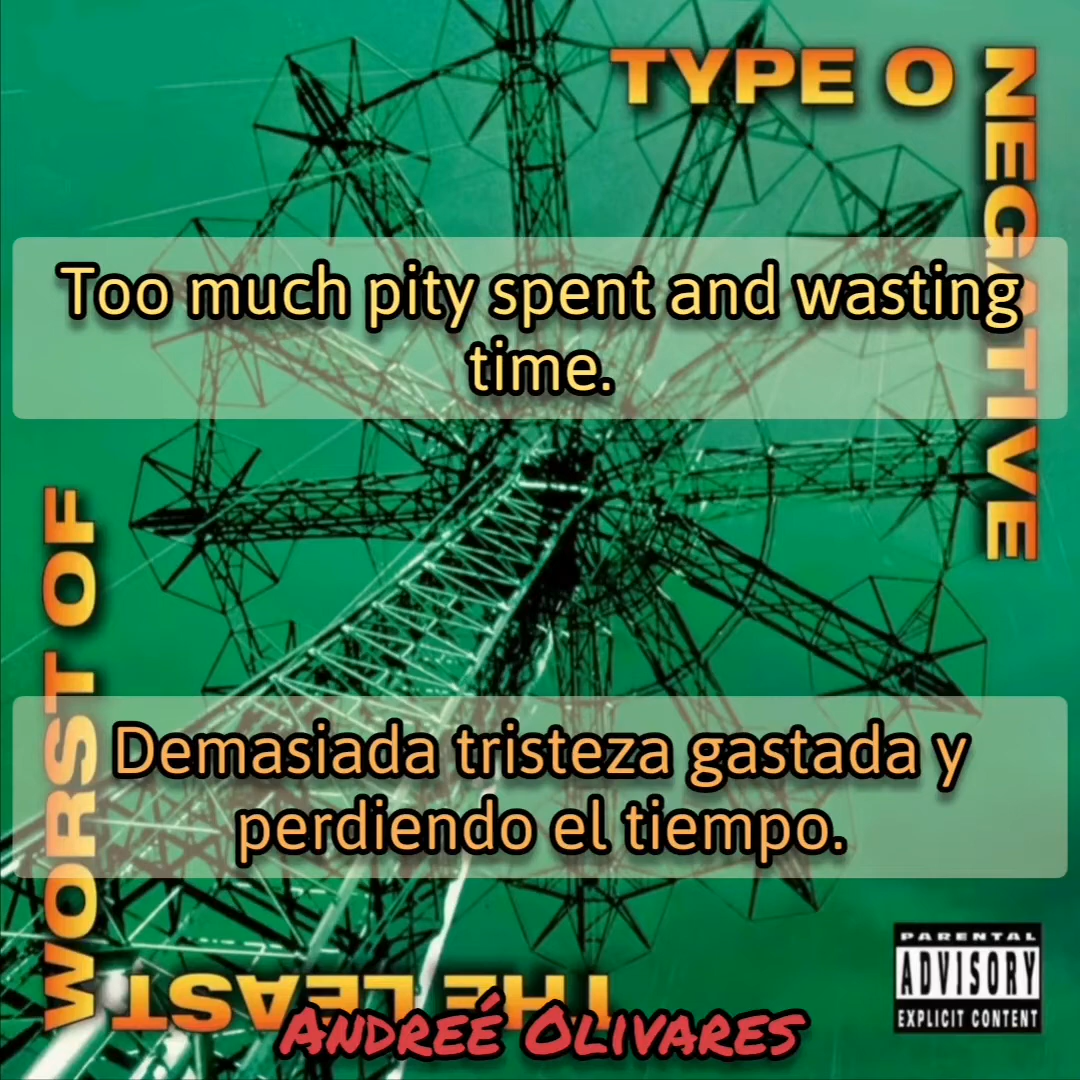 TYPE O NEGATIVE
Too much pity spent and wasting
time.
Demasiada tristeza gastada y
perdiendo el tiempo.
THE LEAST
WORST OF
Andreé Olivares
PARENTAL
ADVISORY
EXPLICIT CONTENT